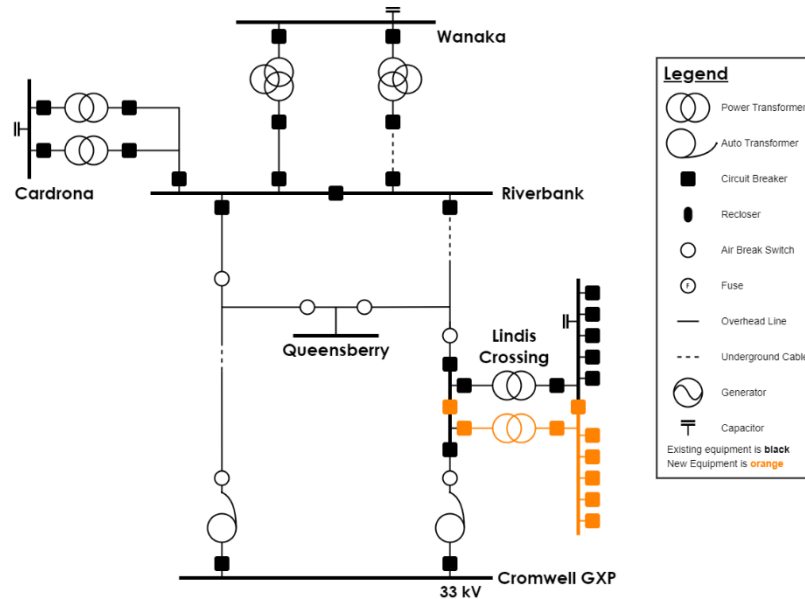 Wanaka
Cardrona
Riverbank
Queensberry
Lindis
Crossing
Cromwell GXP
33 kV
Legend
Power Transformer
Auto Transformer
Circuit Breaker
Recloser
Air Break Switch
F
Fuse
Overhead Line
Underground Cable
Generator
Capacitor
Existing equipment is black
New Equipment is orange